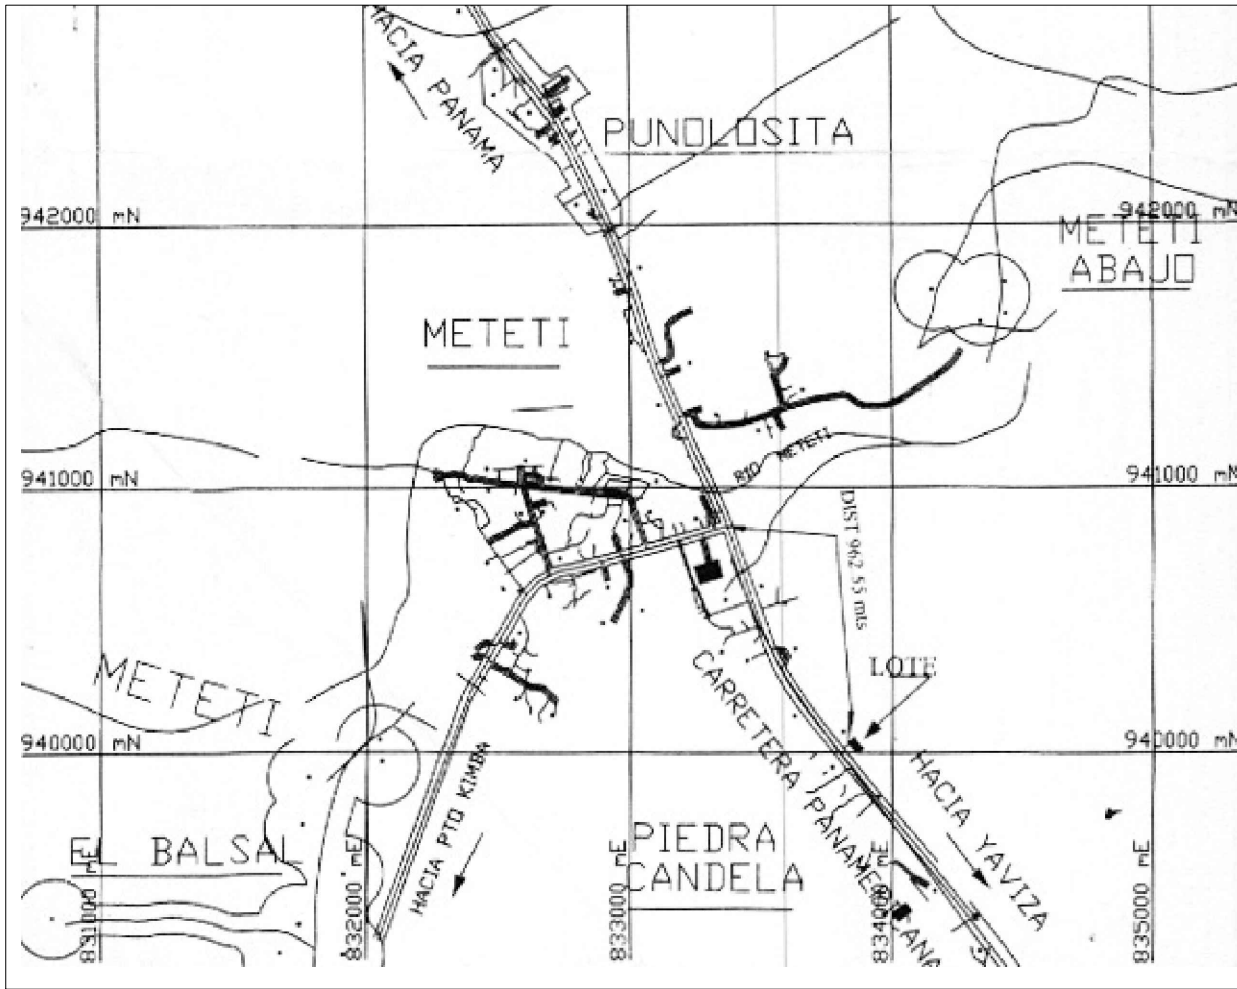 HACIA PANAMA
PUNOLOSITA
942000 mN
942000 mN
METETI
ABAJO
METETI
RIO METETI
941000 mN
941000 mN
DIST 962.55 mts
LOTE
METETI
CARRETERA PANAMERICANA
940000 mN
940000 mN
HACIA PTO KIMBA
HACIA YAVIZA
EL BALSAL
PIEDRA
CANDELA
831000 mE
832000 mE
833000 mE
834000 mE
835000 mE